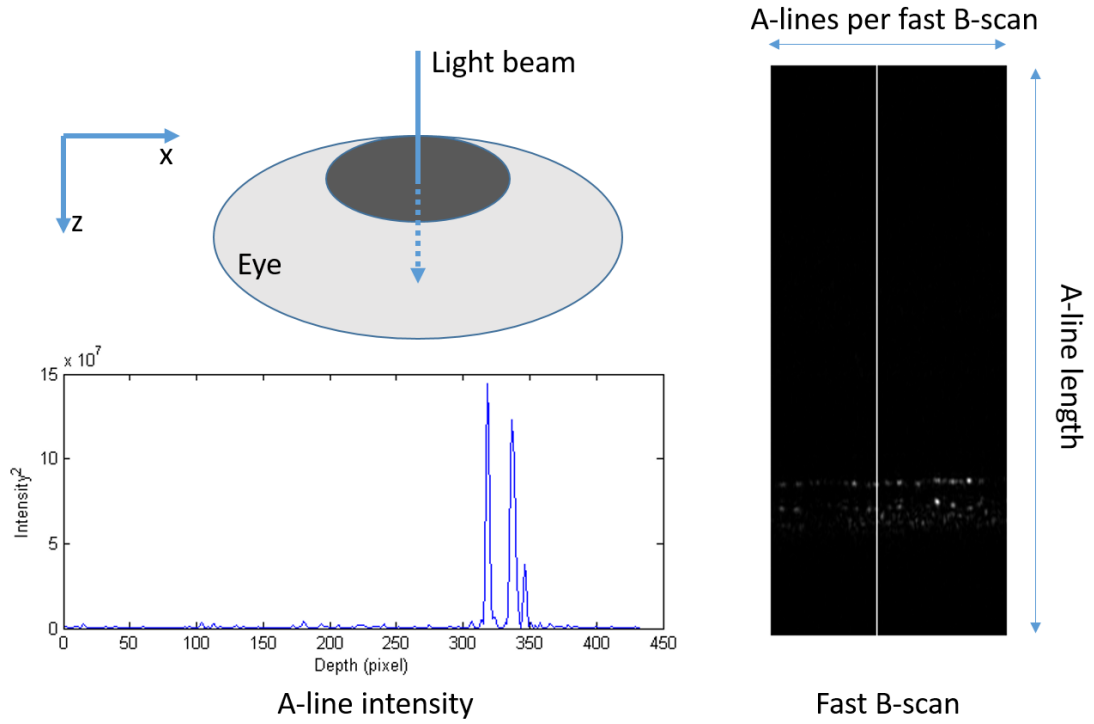 A-lines per fast B-scan
Light beam
x
z
Eye
A-line length
x 10^7
15
10
5
0
Intensity^2
0 50 100 150 200 250 300 350 400 450
Depth (pixel)
A-line intensity
Fast B-scan